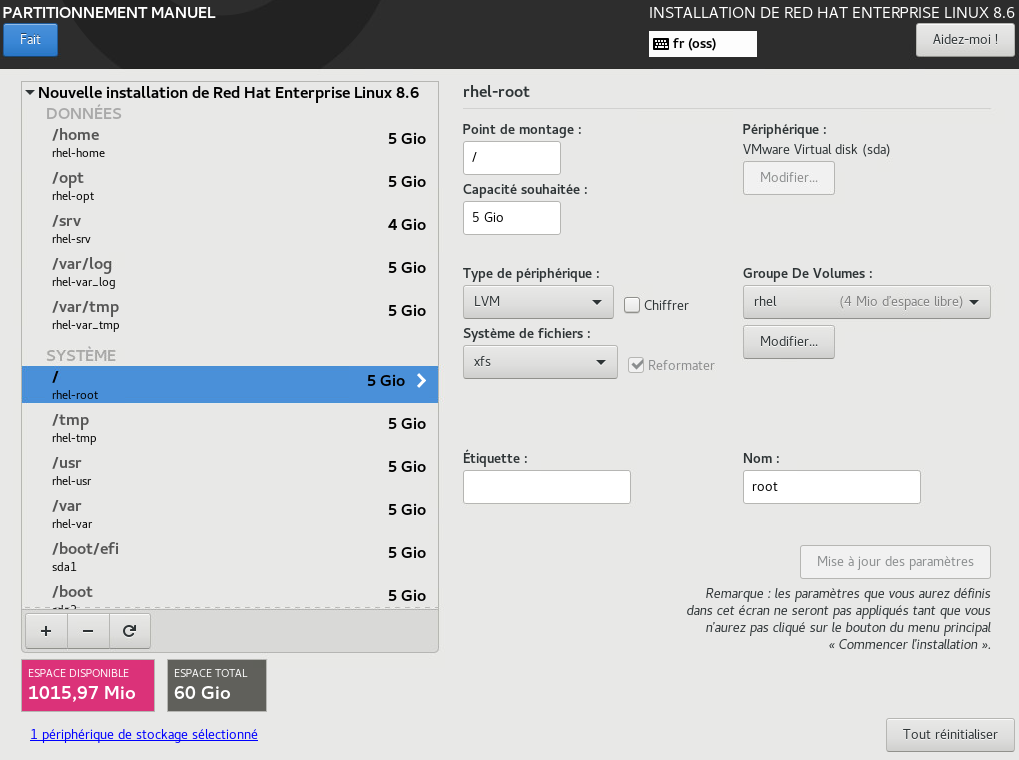 PARTITIONNEMENT MANUEL
Fait
INSTALLATION DE RED HAT ENTERPRISE LINUX 8.6
fr (oss)
Aidez-moi !
Nouvelle installation de Red Hat Enterprise Linux 8.6
DONNÉES
/home
rhel-home
5 Gio
/opt
rhel-opt
5 Gio
/srv
rhel-srv
4 Gio
/var/log
rhel-var_log
5 Gio
/var/tmp
rhel-var_tmp
5 Gio
SYSTÈME
/
rhel-root
5 Gio
/tmp
rhel-tmp
5 Gio
/usr
rhel-usr
5 Gio
/var
rhel-var
5 Gio
/boot/efi
sda1
5 Gio
/boot
sda2
5 Gio
+ −
ESPACE DISPONIBLE
1015,97 Mio
ESPACE TOTAL
60 Gio
1 périphérique de stockage sélectionné
rhel-root
Point de montage :
/
Capacité souhaitée :
5 Gio
Périphérique :
VMware Virtual disk (sda)
Modifier...
Type de périphérique :
LVM
Chiffrer
Système de fichiers :
xfs
Reformater
Groupe De Volumes :
rhel (4 Mio d'espace libre)
Modifier...
Étiquette :
Nom :
root
Mise à jour des paramètres
Remarque : les paramètres que vous aurez définis
dans cet écran ne seront pas appliqués tant que vous
n'aurez pas cliqué sur le bouton du menu principal
« Commencer l'installation ».
Tout réinitialiser